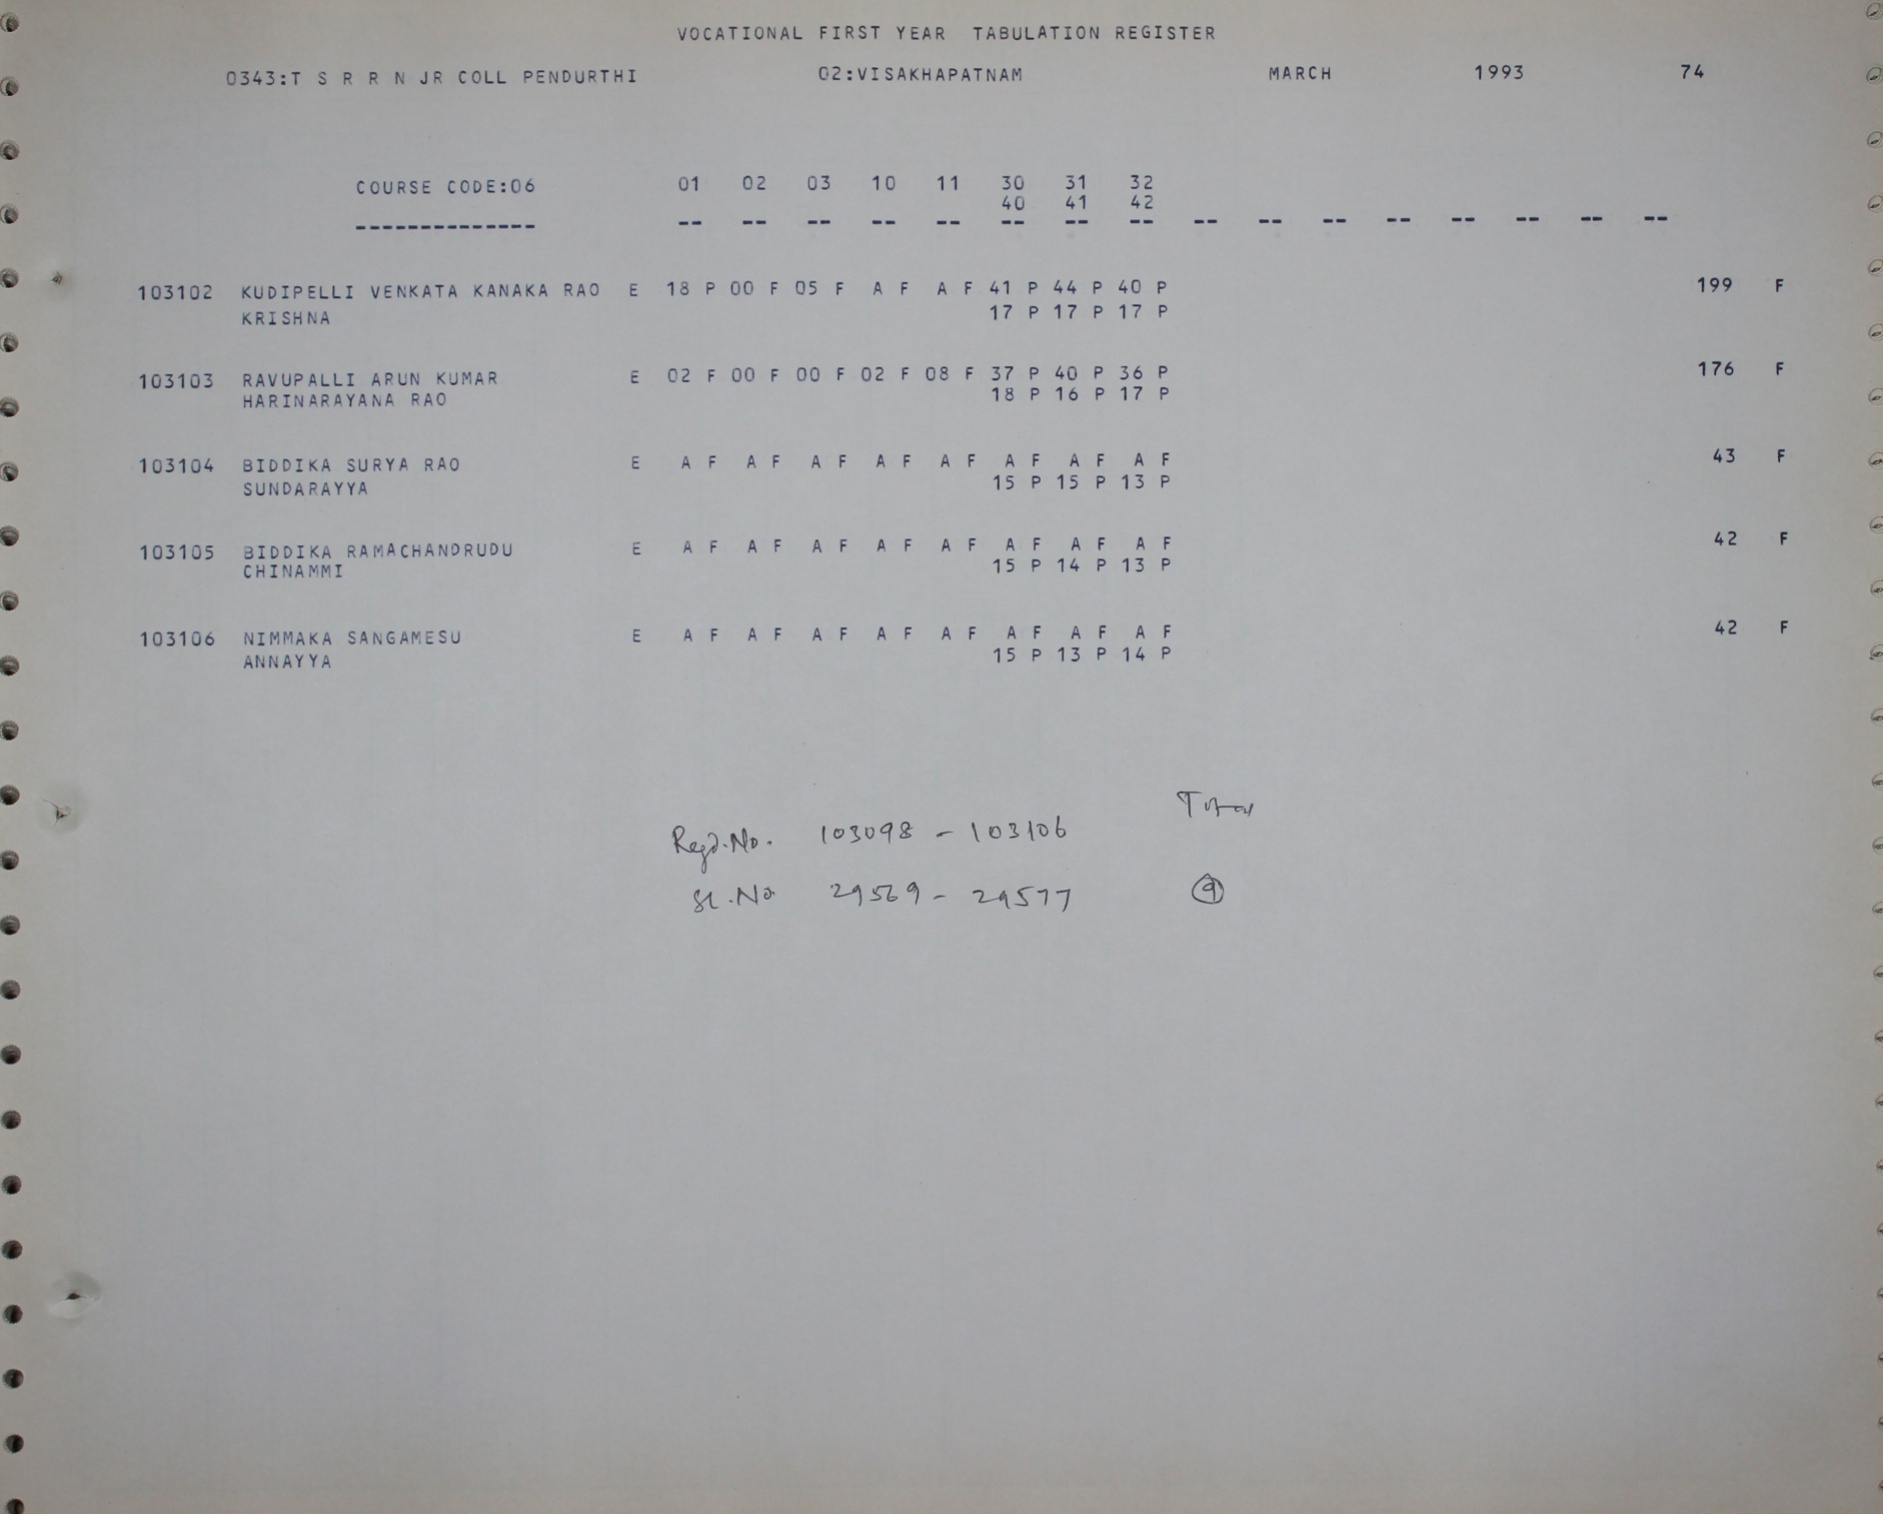 VOCATIONAL FIRST YEAR TABULATION REGISTER
0343:T S R R N JR COLL PENDURTHI 02:VISAKHAPATNAM MARCH 1993 74
COURSE CODE:06 01 02 03 10 11 30 31 32
40 41 42
-------------- -- -- -- -- -- -- -- -- -- -- -- -- -- -- -- --
103102 KUDIPELLI VENKATA KANAKA RAO E 18 P 00 F 05 F A F A F 41 P 44 P 40 P 199 F
KRISHNA 17 P 17 P 17 P
103103 RAVUPALLI ARUN KUMAR E 02 F 00 F 00 F 02 F 08 F 37 P 40 P 36 P 176 F
HARINARAYANA RAO 18 P 16 P 17 P
103104 BIDDIKA SURYA RAO E A F A F A F A F A F A F A F A F 43 F
SUNDARAYYA 15 P 15 P 13 P
103105 BIDDIKA RAMACHANDRUDU E A F A F A F A F A F A F A F A F 42 F
CHINAMMI 15 P 14 P 13 P
103106 NIMMAKA SANGAMESU E A F A F A F A F A F A F A F A F 42 F
ANNAYYA 15 P 13 P 14 P
Total
Regd.No. 103098 - 103106
Sl.No 29569 - 29577 9